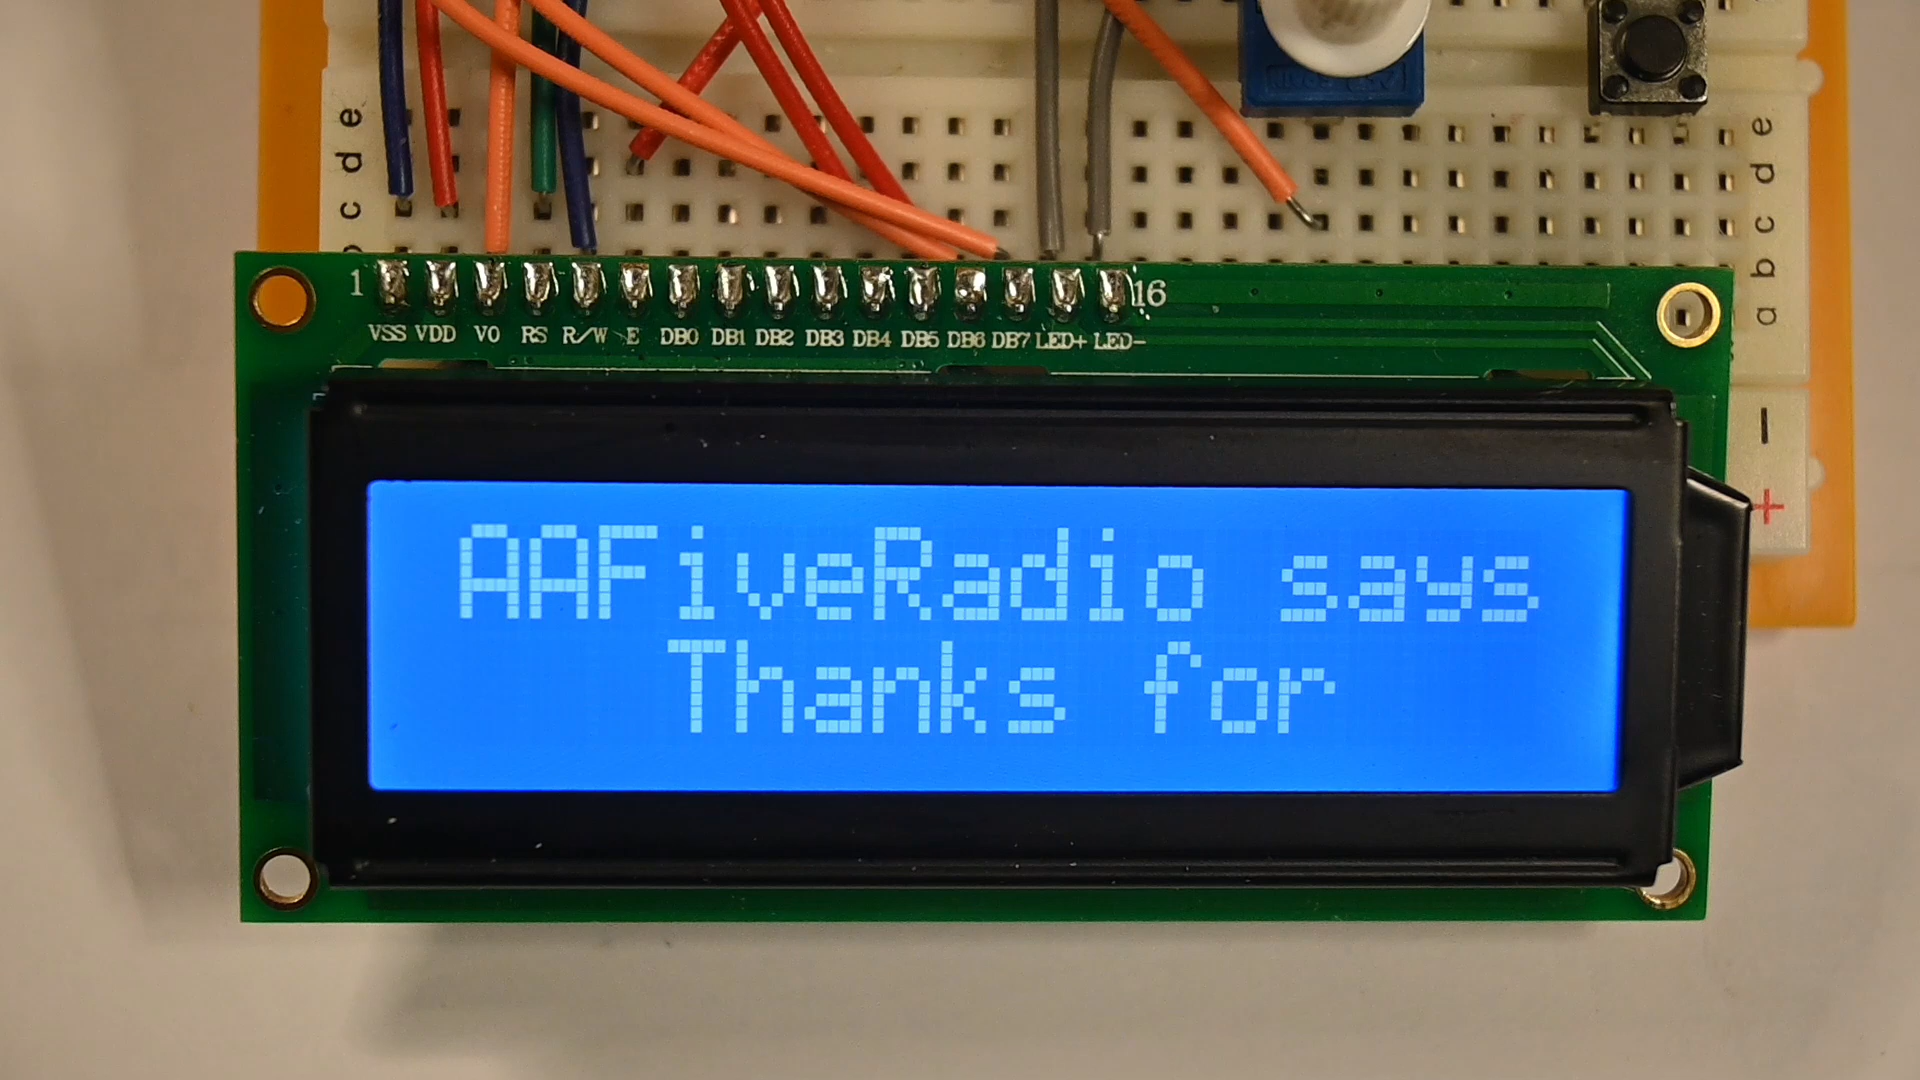 e
d
c
b
e
d
c
b
a
1
16
VSS VDD V0 RS R/W E DB0 DB1 DB2 DB3 DB4 DB5 DB6 DB7 LED+ LED-
−
+
AAFiveRadio says
Thanks for